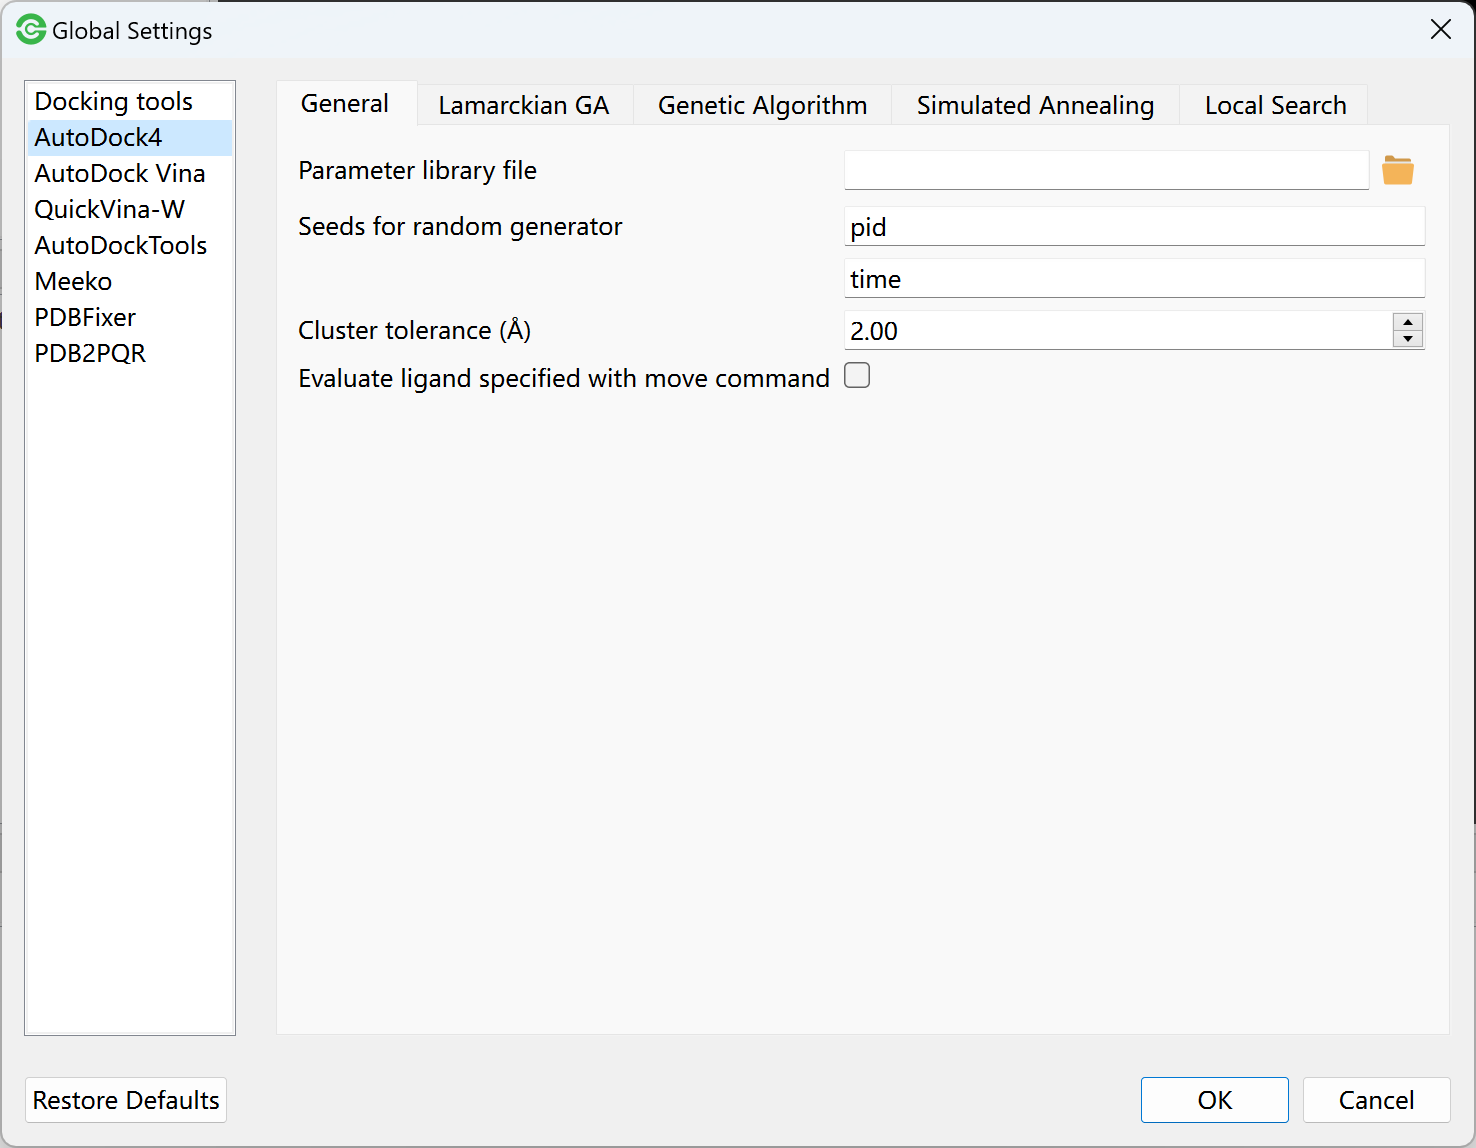 Global Settings
Docking tools
AutoDock4
AutoDock Vina
QuickVina-W
AutoDockTools
Meeko
PDBFixer
PDB2PQR
General
Lamarckian GA
Genetic Algorithm
Simulated Annealing
Local Search
Parameter library file
Seeds for random generator
pid
time
Cluster tolerance (Å)
2.00
Evaluate ligand specified with move command
Restore Defaults
OK
Cancel